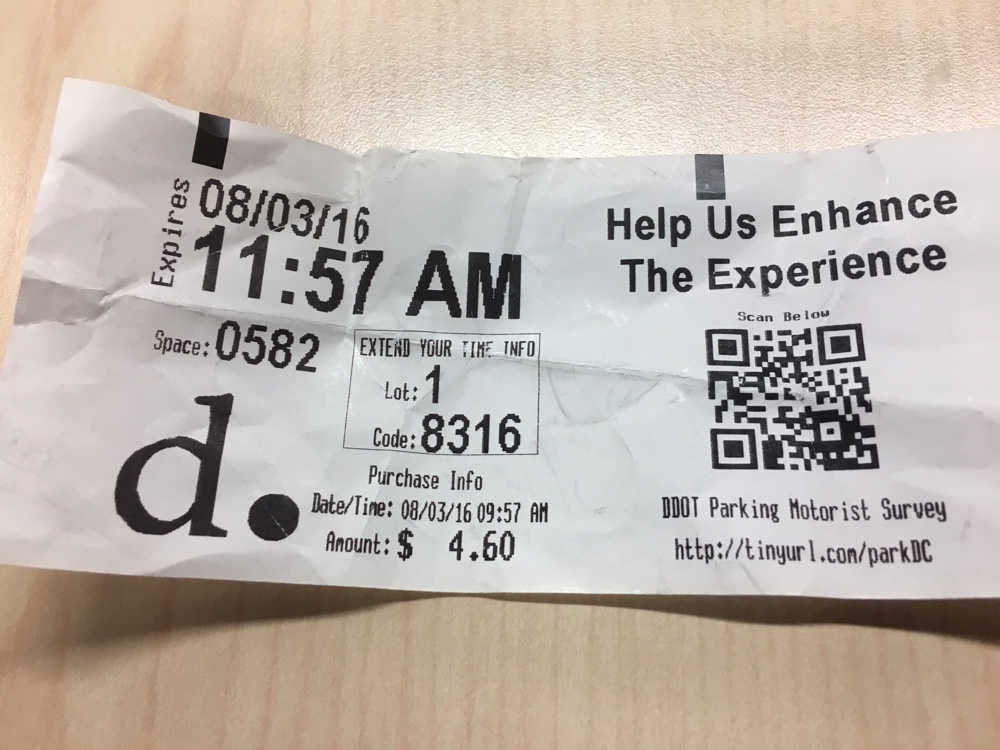 Expires
08/03/16
11:57 AM
Space: 0582
EXTEND YOUR TIME INFO
Lot: 1
Code: 8316
d.
Purchase Info
Date/Time: 08/03/16 09:57 AM
Amount: $ 4.60
Help Us Enhance
The Experience
Scan Below
DDOT Parking Motorist Survey
http://tinyurl.com/parkDC